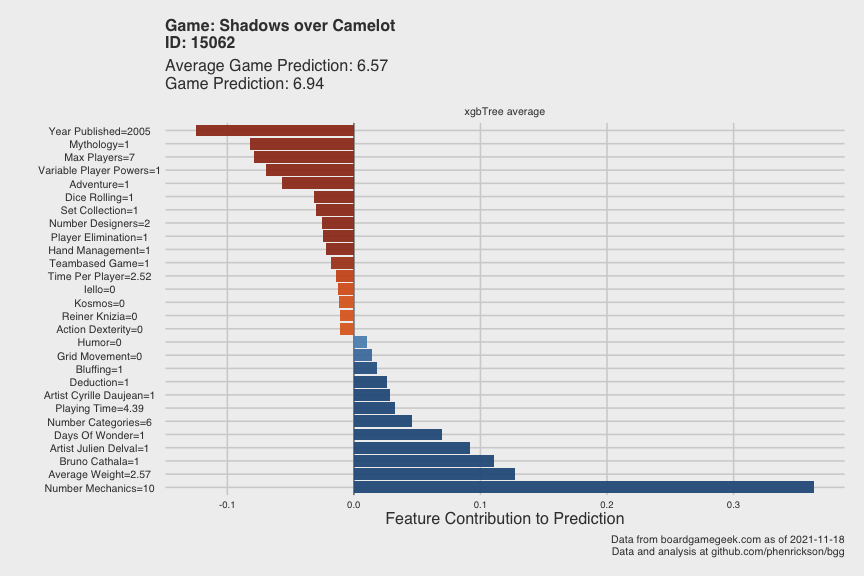 Game: Shadows over Camelot
ID: 15062
Average Game Prediction: 6.57
Game Prediction: 6.94
xgbTree average
Year Published=2005
Mythology=1
Max Players=7
Variable Player Powers=1
Adventure=1
Dice Rolling=1
Set Collection=1
Number Designers=2
Player Elimination=1
Hand Management=1
Teambased Game=1
Time Per Player=2.52
Iello=0
Kosmos=0
Reiner Knizia=0
Action Dexterity=0
Humor=0
Grid Movement=0
Bluffing=1
Deduction=1
Artist Cyrille Daujean=1
Playing Time=4.39
Number Categories=6
Days Of Wonder=1
Artist Julien Delval=1
Bruno Cathala=1
Average Weight=2.57
Number Mechanics=10
-0.1 0.0 0.1 0.2 0.3
Feature Contribution to Prediction
Data from boardgamegeek.com as of 2021-11-18
Data and analysis at github.com/phenrickson/bgg